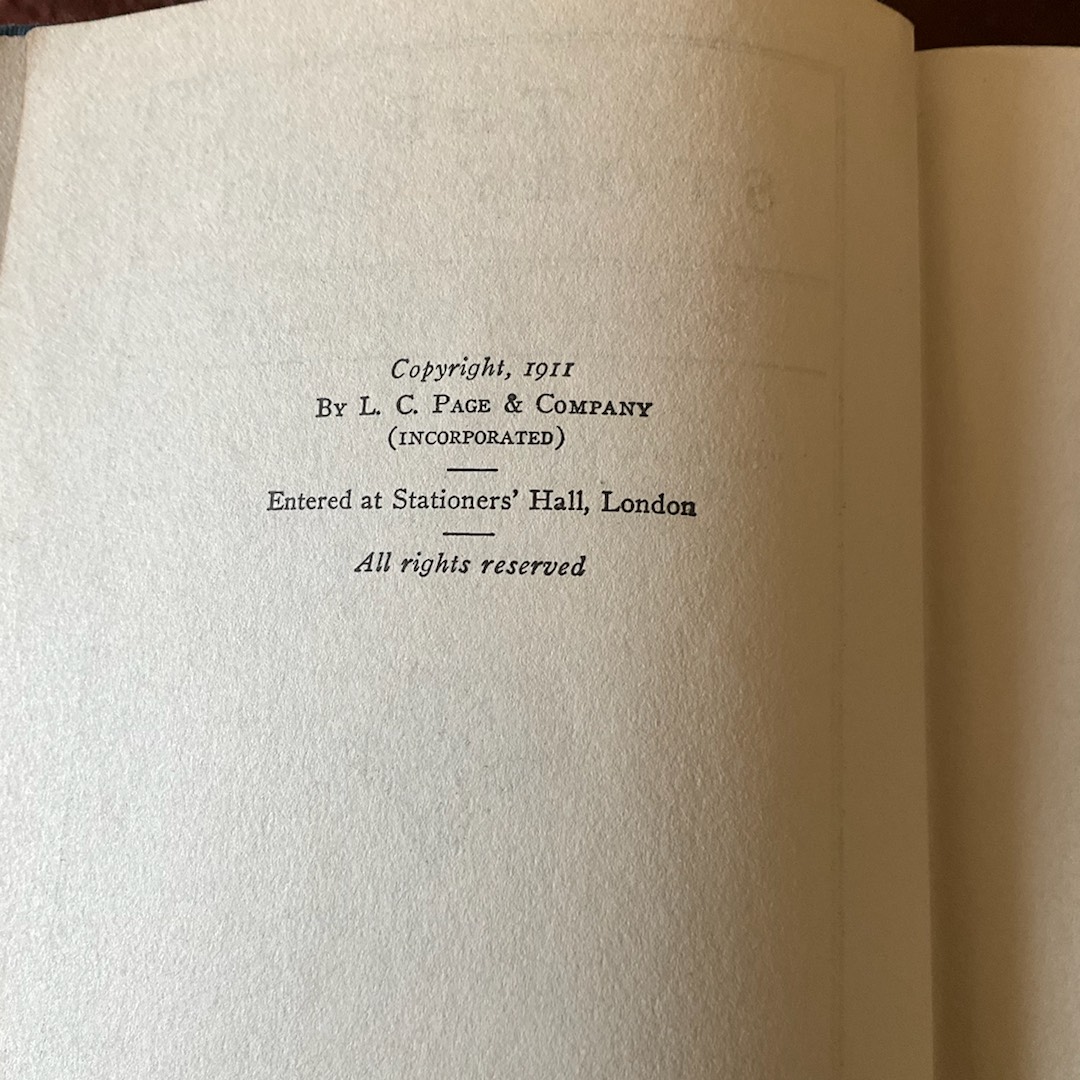 Copyright, 1911
By L. C. Page & Company
(INCORPORATED)
Entered at Stationers' Hall, London
All rights reserved